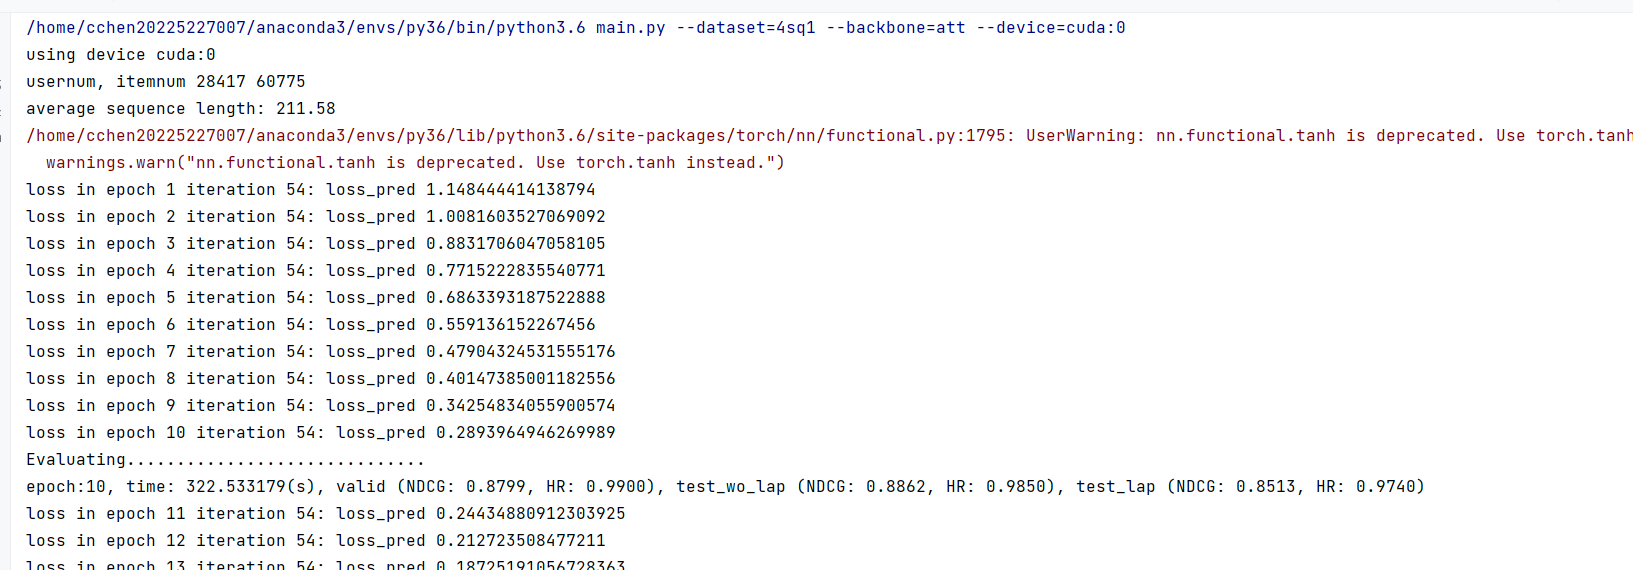 /home/cchen20225227007/anaconda3/envs/py36/bin/python3.6 main.py --dataset=4sq1 --backbone=att --device=cuda:0
using device cuda:0
usernum, itemnum 28417 60775
average sequence length: 211.58
/home/cchen20225227007/anaconda3/envs/py36/lib/python3.6/site-packages/torch/nn/functional.py:1795: UserWarning: nn.functional.tanh is deprecated. Use torch.tanh
warnings.warn("nn.functional.tanh is deprecated. Use torch.tanh instead.")
loss in epoch 1 iteration 54: loss_pred 1.148444414138794
loss in epoch 2 iteration 54: loss_pred 1.0081603527069092
loss in epoch 3 iteration 54: loss_pred 0.8831706047058105
loss in epoch 4 iteration 54: loss_pred 0.7715222835540771
loss in epoch 5 iteration 54: loss_pred 0.6863393187522888
loss in epoch 6 iteration 54: loss_pred 0.559136152267456
loss in epoch 7 iteration 54: loss_pred 0.47904324531555176
loss in epoch 8 iteration 54: loss_pred 0.40147385001182556
loss in epoch 9 iteration 54: loss_pred 0.34254834055900574
loss in epoch 10 iteration 54: loss_pred 0.2893964946269989
Evaluating..............................
epoch:10, time: 322.533179(s), valid (NDCG: 0.8799, HR: 0.9900), test_wo_lap (NDCG: 0.8862, HR: 0.9850), test_lap (NDCG: 0.8513, HR: 0.9740)
loss in epoch 11 iteration 54: loss_pred 0.24434880912303925
loss in epoch 12 iteration 54: loss_pred 0.212723508477211
loss in epoch 13 iteration 54: loss_pred 0.18725191056728363